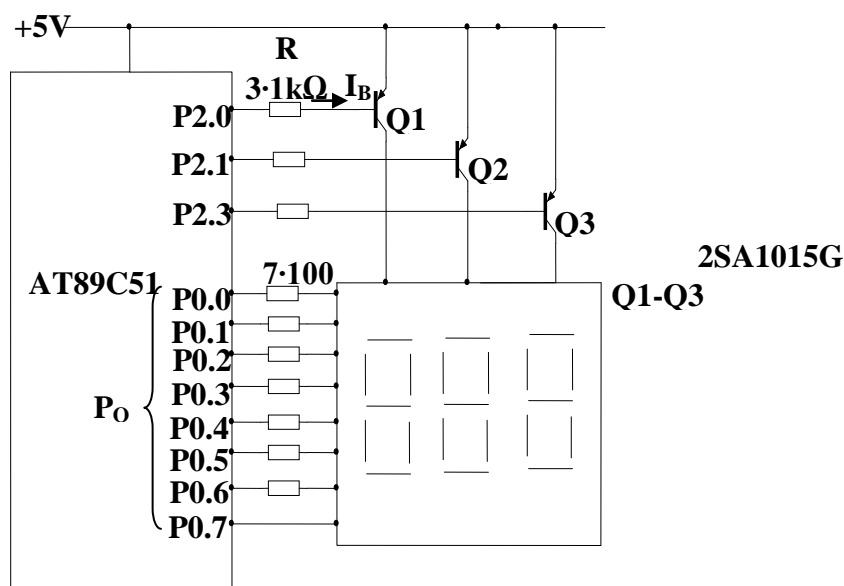 +5V
R
3·1kΩ
I_B
P2.0
Q1
P2.1
Q2
P2.3
Q3
2SA1015G
AT89C51
7·100
Q1-Q3
P0.0
P0.1
P0.2
P0.3
P_O
P0.4
P0.5
P0.6
P0.7